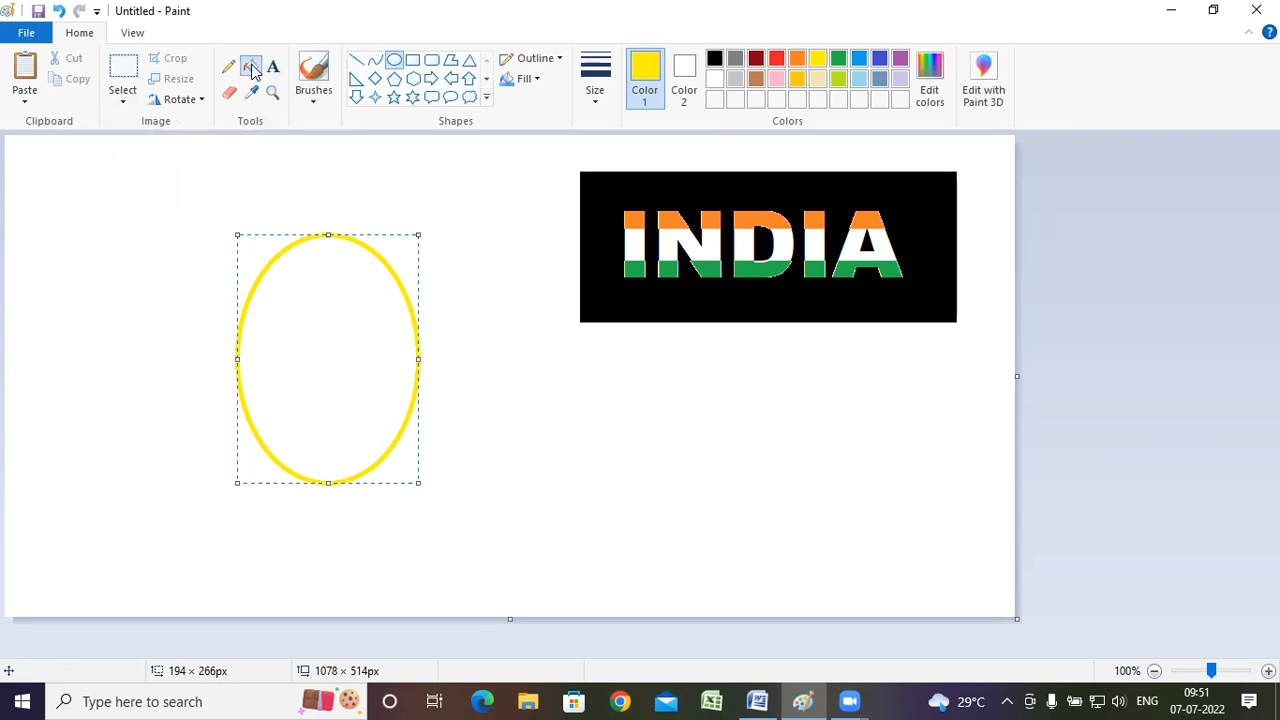 Untitled - Paint
File Home View
Paste
Cut
Copy
Clipboard
Select
Crop
Resize
Rotate
Image
A
Tools
Brushes
Outline
Fill
Shapes
Size
Color 1
Color 2
Edit colors
Colors
Edit with Paint 3D
INDIA
194 × 266px
1078 × 514px
100%
Type here to search
29°C
ENG
09:51
07-07-2022